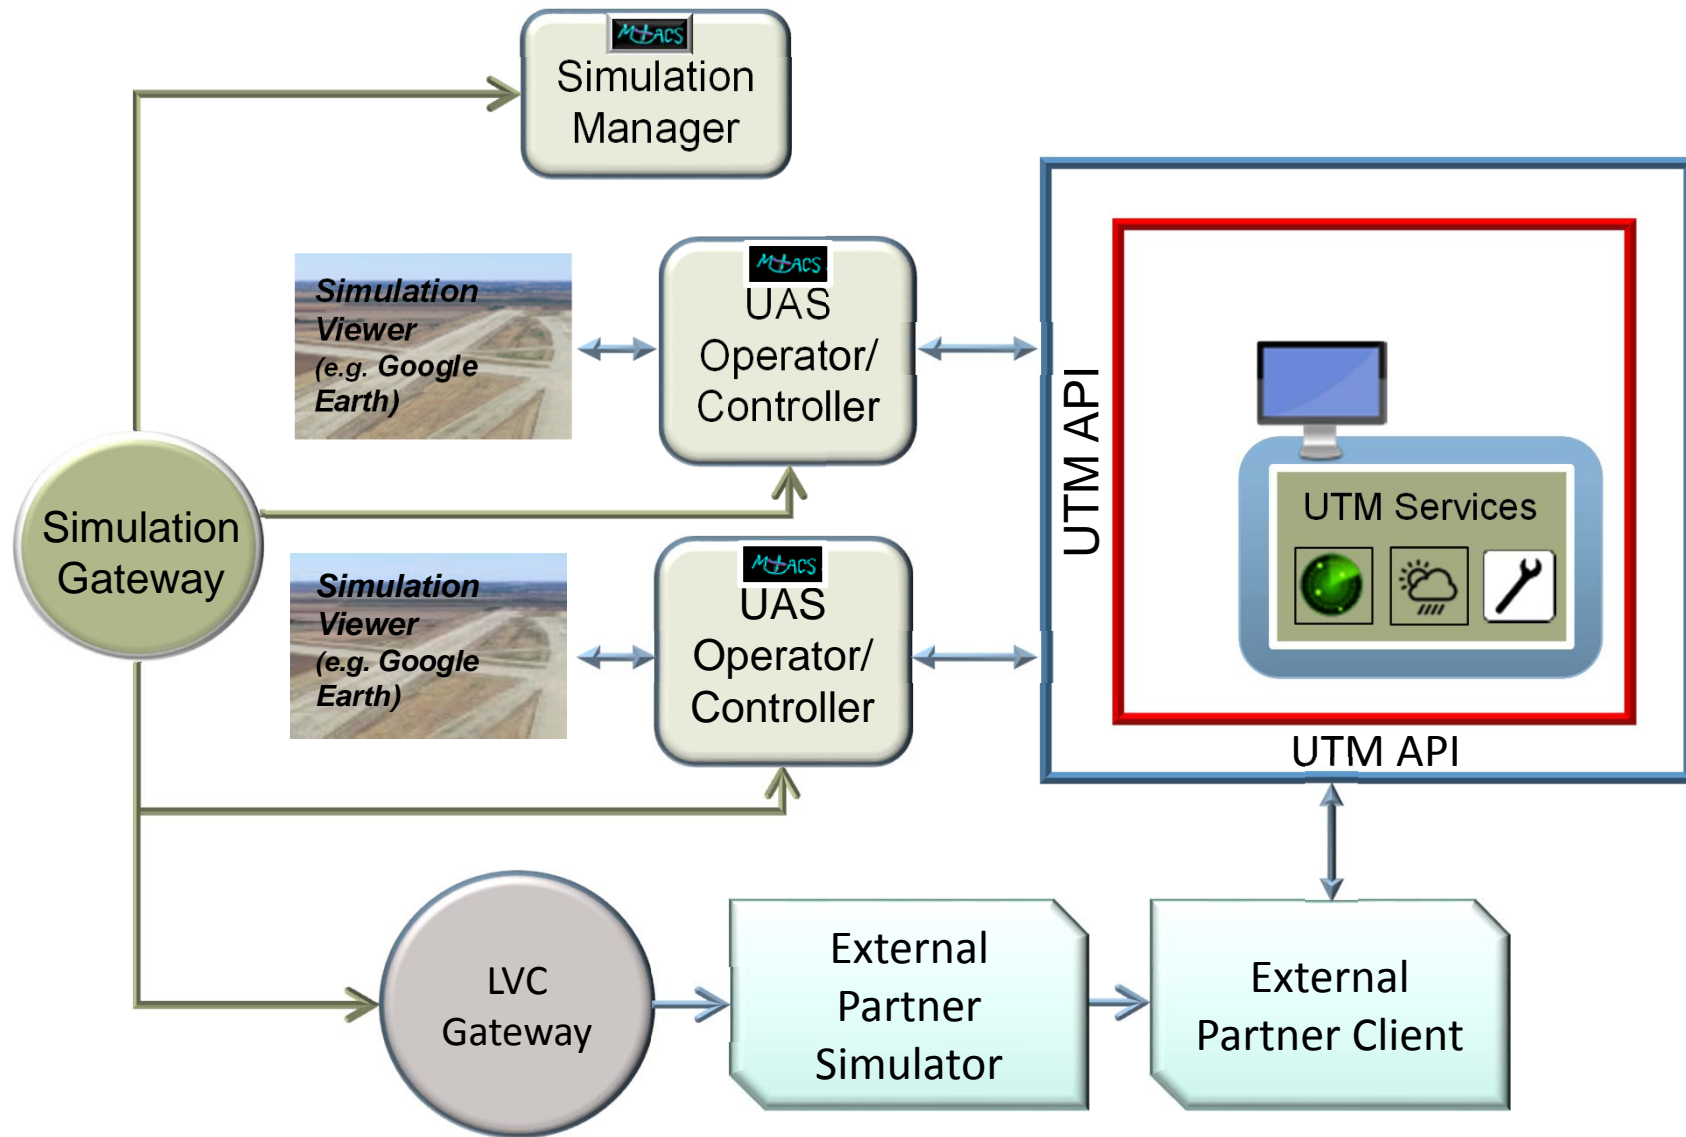 MACS
Simulation
Manager
MACS
UAS
Operator/
Controller
Simulation
Viewer
(e.g. Google
Earth)
UTM API
UTM Services
Simulation
Gateway
MACS
UAS
Operator/
Controller
Simulation
Viewer
(e.g. Google
Earth)
UTM API
LVC
Gateway
External
Partner
Simulator
External
Partner Client